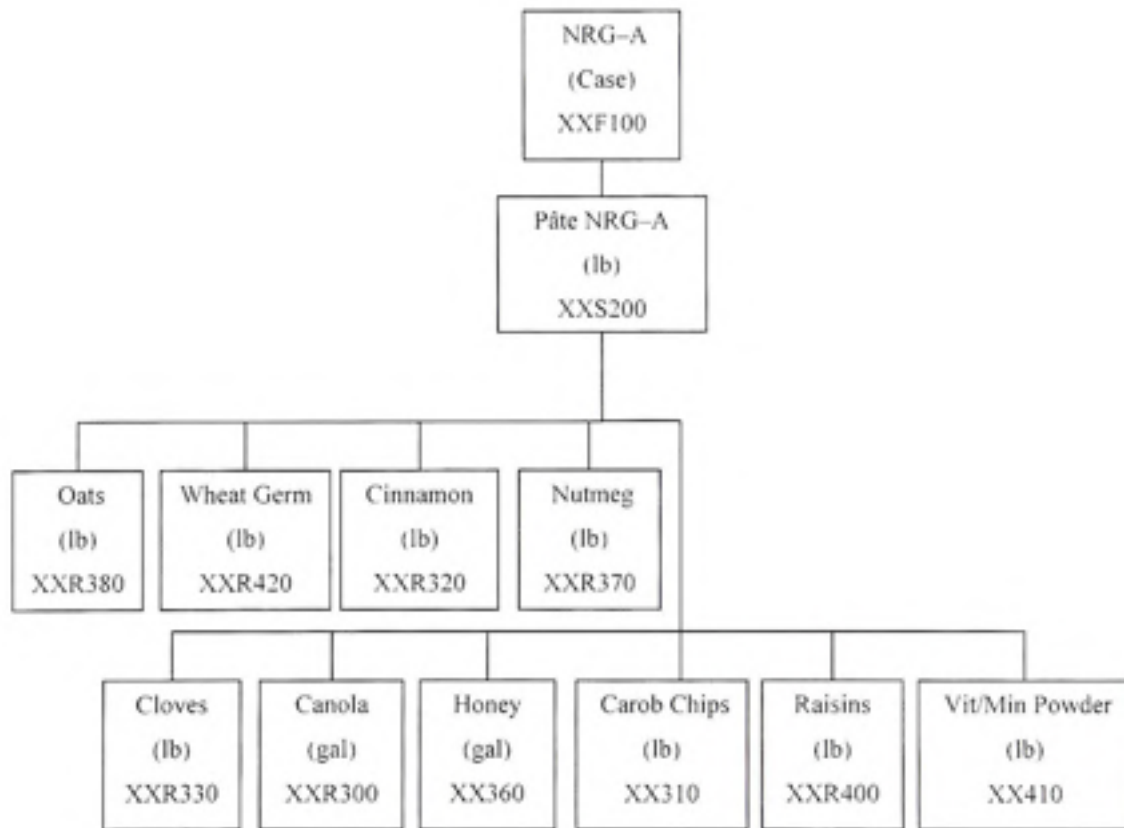 NRG–A
(Case)
XXF100
Pâte NRG–A
(lb)
XXS200
Oats
(lb)
XXR380
Wheat Germ
(lb)
XXR420
Cinnamon
(lb)
XXR320
Nutmeg
(lb)
XXR370
Cloves
(lb)
XXR330
Canola
(gal)
XXR300
Honey
(gal)
XX360
Carob Chips
(lb)
XX310
Raisins
(lb)
XXR400
Vit/Min Powder
(lb)
XX410